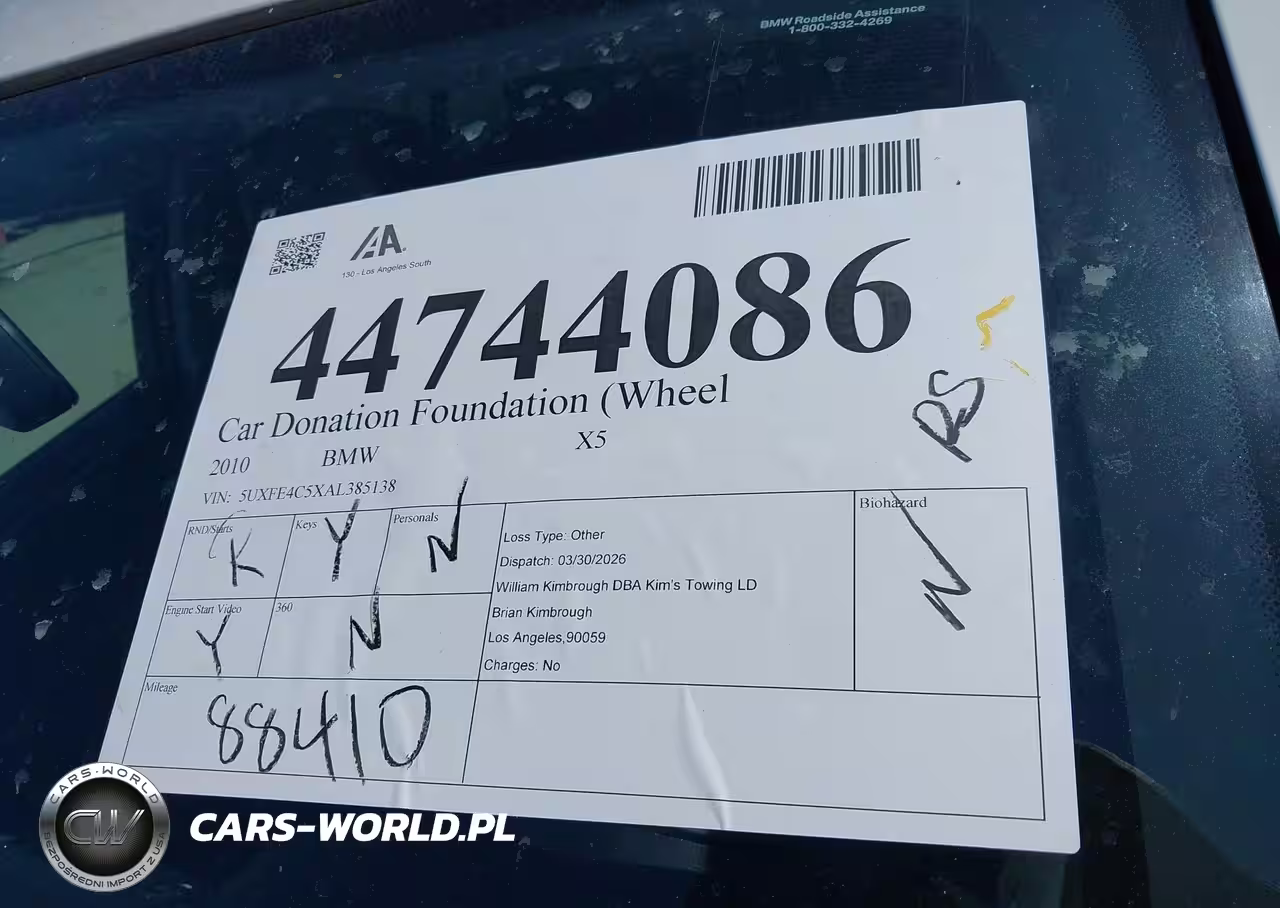 BMW Roadside Assistance
1-800-332-4269
IAA
130 - Los Angeles South
44744086
Car Donation Foundation (Wheel
2010 BMW X5
VIN: 5UXFE4C5XAL385138
RS
RND/Starts Keys Personals
K Y N
Engine Start Video 360
Y N
Loss Type: Other
Dispatch: 03/30/2026
William Kimbrough DBA Kim's Towing LD
Brian Kimbrough
Los Angeles,90059
Charges: No
Biohazard
N
Mileage
88410
CARS-WORLD
CW
BEZPOŚREDNI IMPORT Z USA
CARS-WORLD.PL